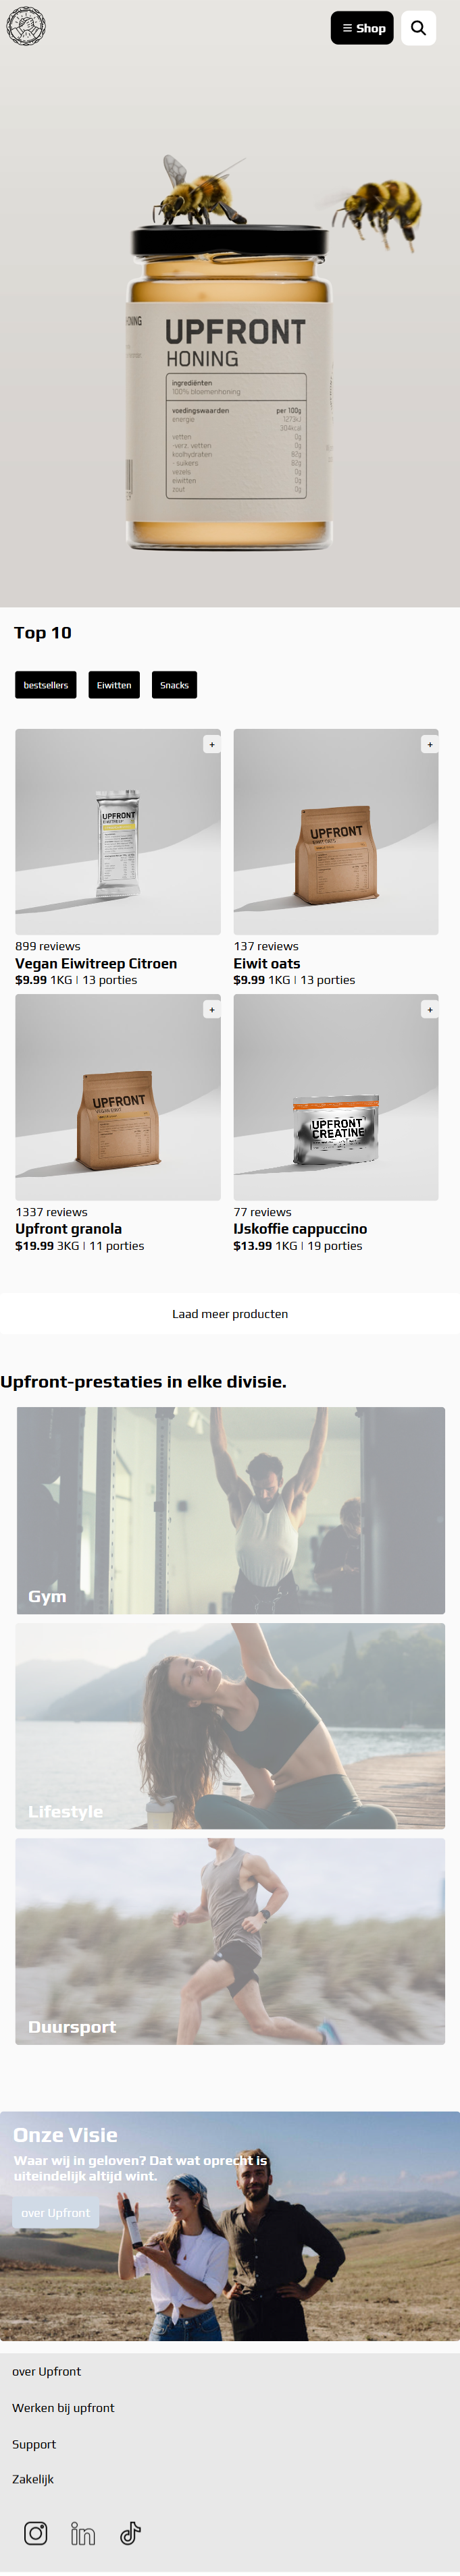 Shop
UPFRONT
HONING
ingrediënten
100% bloemenhoning
voedingswaarden per 100g
energie 1273kJ
304kcal
vetten 0g
-verz. vetten 0g
koolhydraten 82g
- suikers 82g
vezels 0g
eiwitten 0g
zout 0g
Top 10
bestsellers Eiwitten Snacks
+ +
UPFRONT UPFRONT
899 reviews 137 reviews
Vegan Eiwitreep Citroen Eiwit oats
$9.99 1KG | 13 porties $9.99 1KG | 13 porties
+ +
UPFRONT UPFRONT
CREATINE
1337 reviews 77 reviews
Upfront granola IJskoffie cappuccino
$19.99 3KG | 11 porties $13.99 1KG | 19 porties
Laad meer producten
Upfront-prestaties in elke divisie.
Gym
Lifestyle
Duursport
Onze Visie
Waar wij in geloven? Dat wat oprecht is
uiteindelijk altijd wint.
over Upfront
over Upfront
Werken bij upfront
Support
Zakelijk